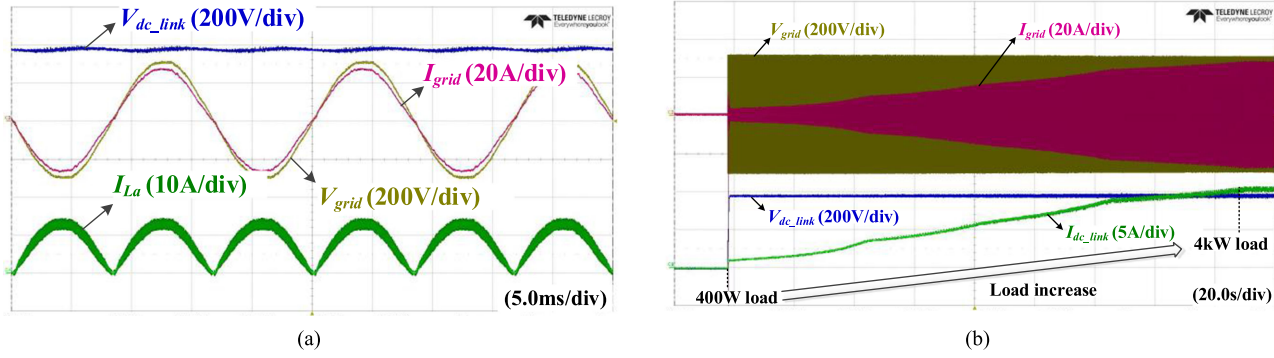 TELEDYNE LECROY
Everywhereyoulook
V_dc_link (200V/div)
I_grid (20A/div)
I_La (10A/div)
V_grid (200V/div)
(5.0ms/div)
(a)
TELEDYNE LECROY
Everywhereyoulook
V_grid (200V/div)
I_grid (20A/div)
V_dc_link (200V/div)
I_dc_link (5A/div)
4kW load
400W load
Load increase
(20.0s/div)
(b)